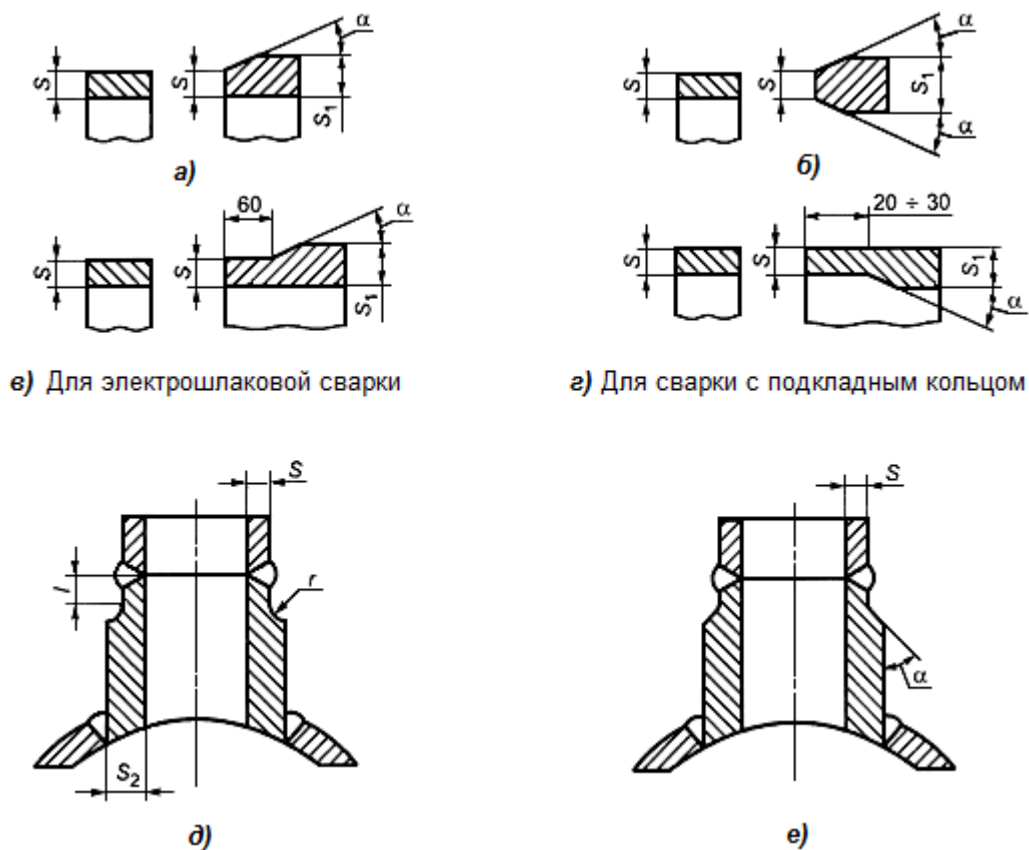 S S S₁ α
а)
S S S₁ α α
б)
60 S S S₁ α
в) Для электрошлаковой сварки
20 ÷ 30 S S S₁ α
г) Для сварки с подкладным кольцом
S l r S₂
д)
S α
е)